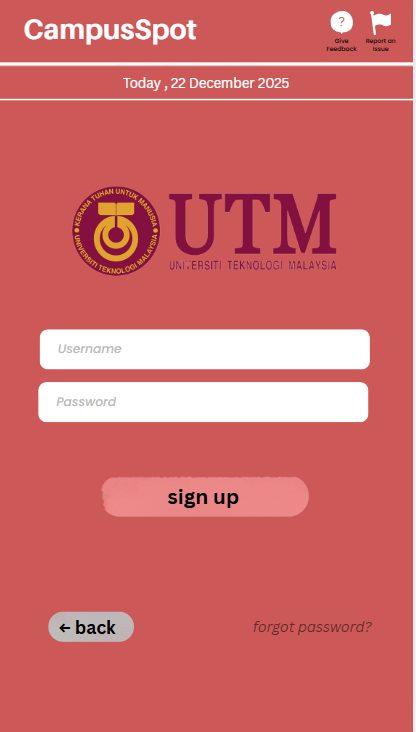 CampusSpot
?
Give
Feedback
Report an
Issue
Today , 22 December 2025
KERANA TUHAN UNTUK MANUSIA
UNIVERSITI TEKNOLOGI MALAYSIA
UTM
UNIVERSITI TEKNOLOGI MALAYSIA
Username
Password
sign up
← back
forgot password?